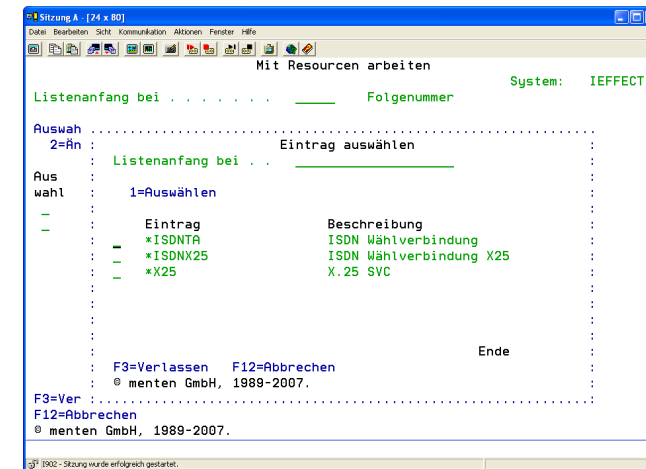 Sitzung A - [24 x 80]
Datei Bearbeiten Sicht Kommunikation Aktionen Fenster Hilfe
Mit Resourcen arbeiten
System: IEFFECT
Listenanfang bei . . . . . . . _____ Folgenummer
Auswah ................................................................
2=Än : Eintrag auswählen :
: Listenanfang bei . . ____________________ :
Aus : :
wahl : 1=Auswählen :
_ : :
_ : Eintrag Beschreibung :
: _ *ISDNTA ISDN Wählverbindung :
: _ *ISDNX25 ISDN Wählverbindung X25 :
: _ *X25 X.25 SVC :
: :
: :
: :
: :
: Ende :
: F3=Verlassen F12=Abbrechen :
: © menten GmbH, 1989-2007. :
F3=Ver :..............................................................:
F12=Abbrechen
© menten GmbH, 1989-2007.
I902 - Sitzung wurde erfolgreich gestartet.